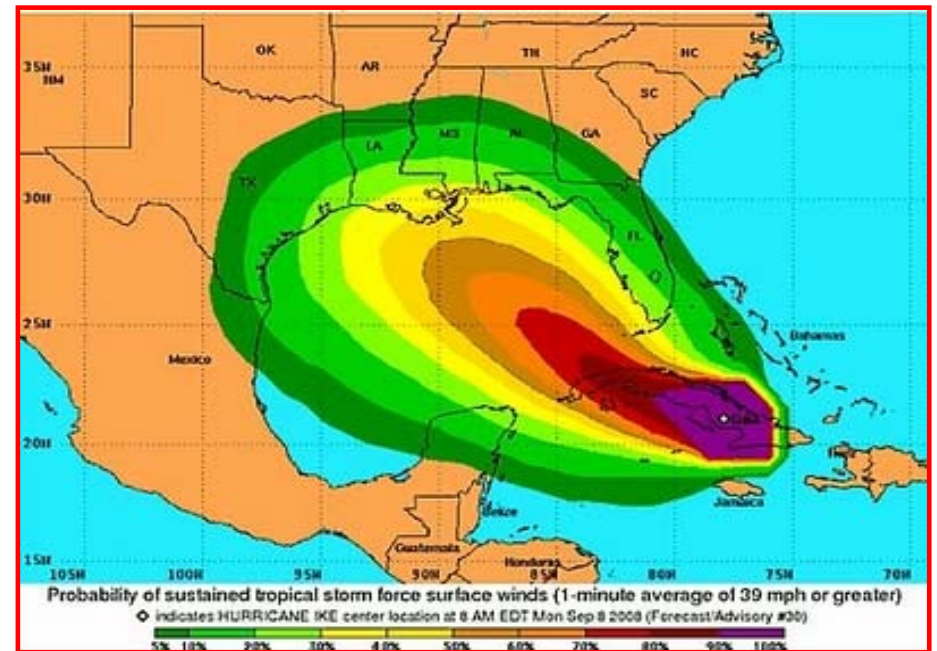 OK
TN
NC
35N
NM
AR
SC
LA
MS
AL
GA
TX
30N
FL
25N
Bahamas
Mexico
Cuba
20N
Jamaica
Belize
Guatemala
15N
Honduras
105W 100W 95W 90W 85W 80W 75W 70W
Probability of sustained tropical storm force surface winds (1-minute average of 39 mph or greater)
indicates HURRICANE IKE center location at 8 AM EDT Mon Sep 8 2008 (Forecast/Advisory #30)
5% 10% 20% 30% 40% 50% 60% 70% 80% 90% 100%